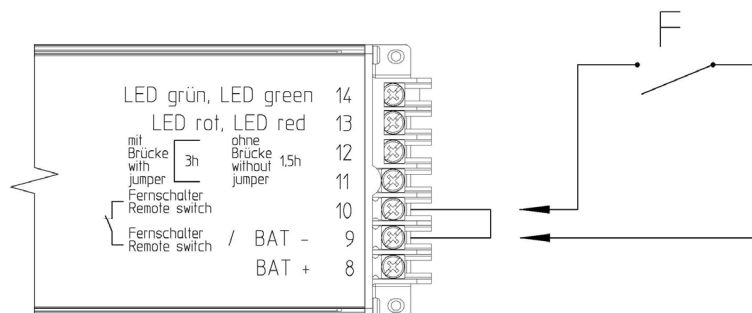 F
LED grün, LED green 14
LED rot, LED red 13
mit
Brücke
with
jumper
3h
ohne
Brücke
without
jumper
1,5h
12
11
Fernschalter
Remote switch
10
Fernschalter
Remote switch / BAT - 9
BAT + 8